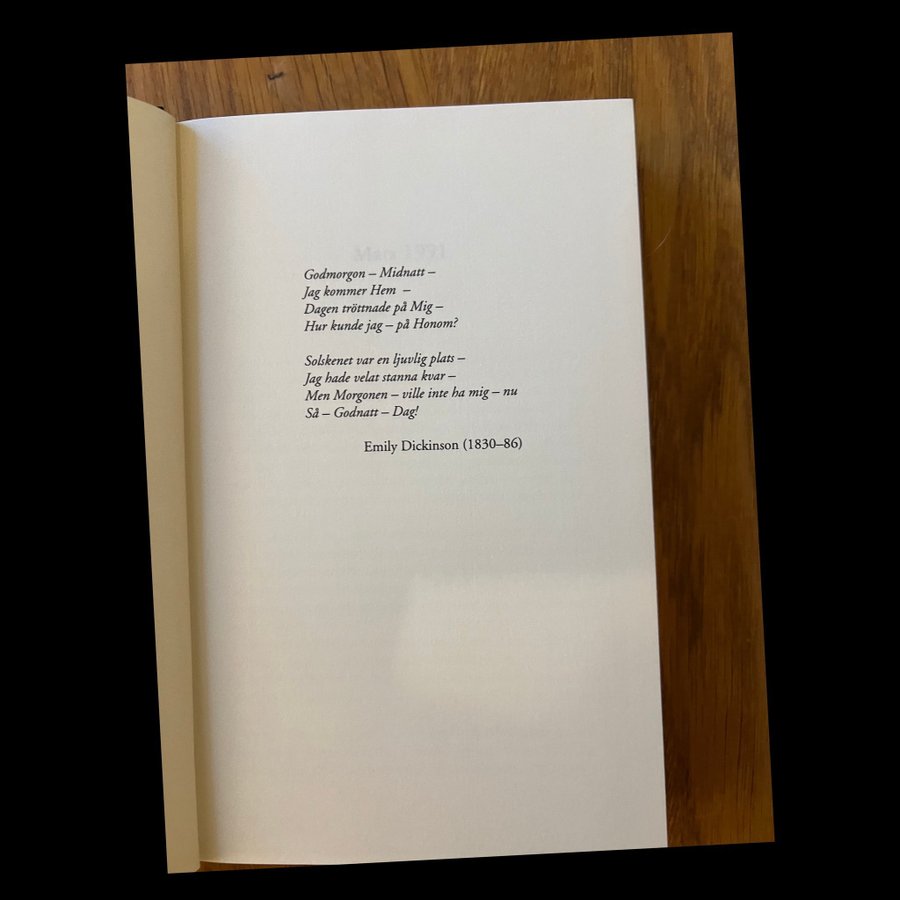 Godmorgon – Midnatt –
Jag kommer Hem –
Dagen tröttnade på Mig –
Hur kunde jag – på Honom?
Solskenet var en ljuvlig plats –
Jag hade velat stanna kvar –
Men Morgonen – ville inte ha mig – nu
Så – Godnatt – Dag!
Emily Dickinson (1830–86)